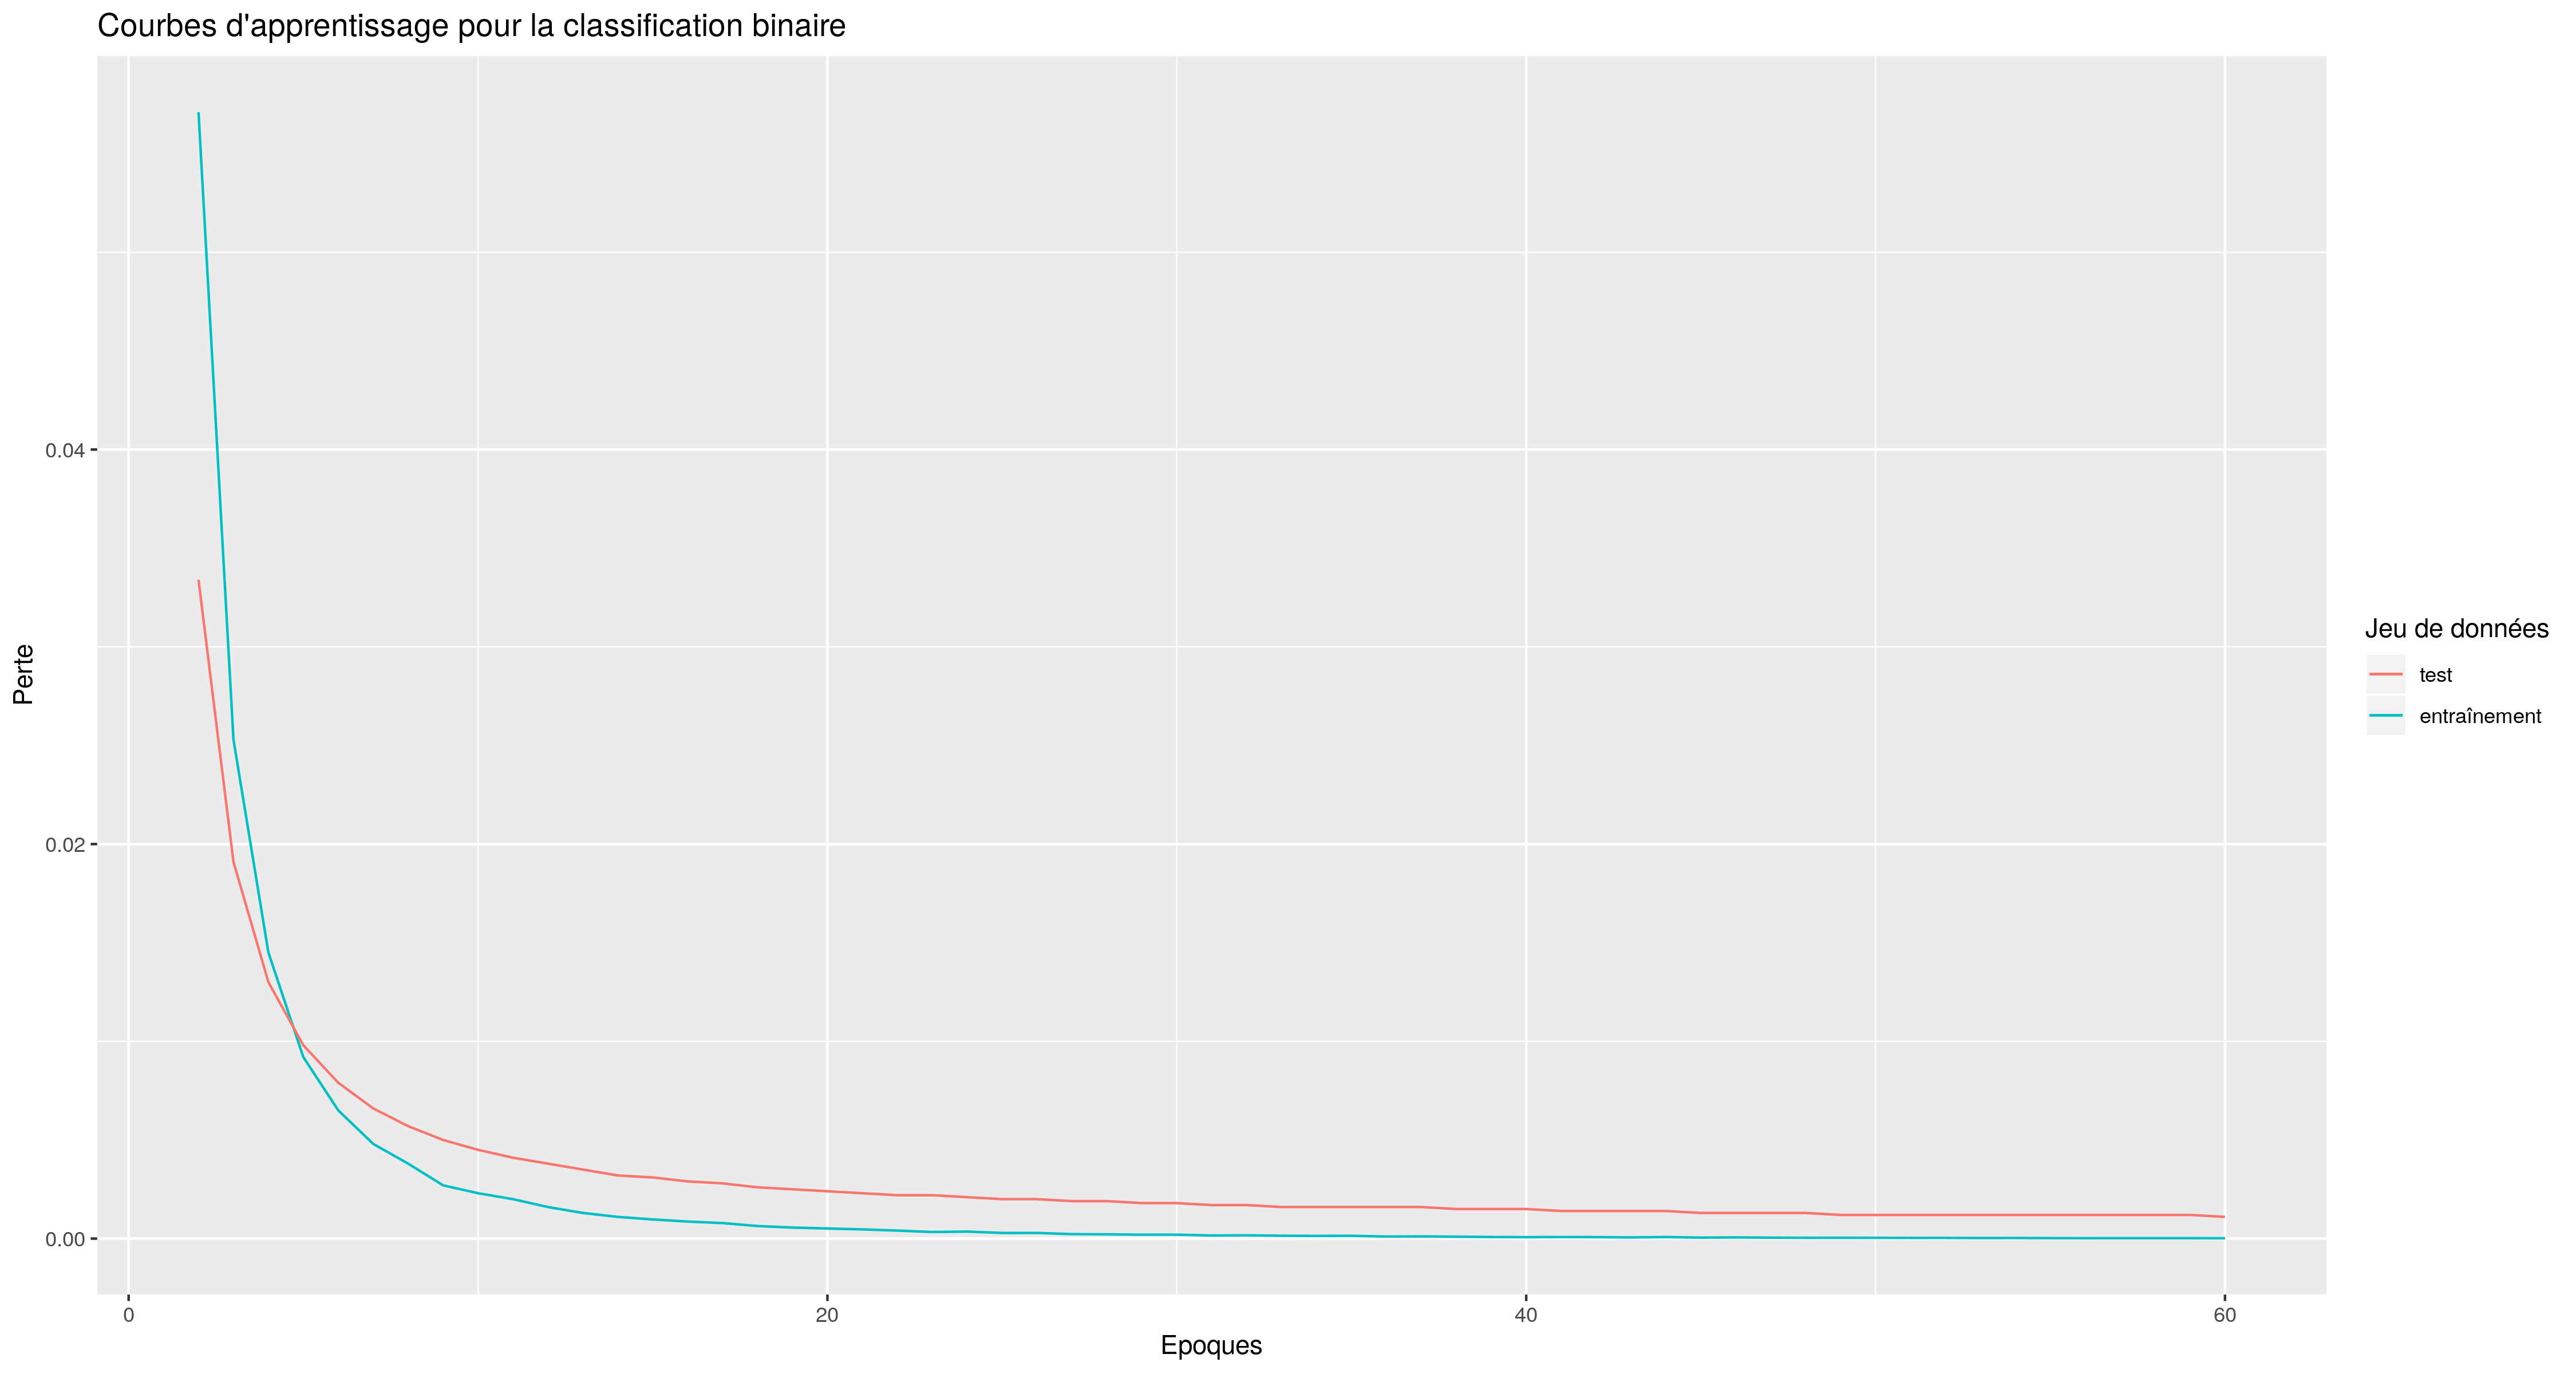 Courbes d'apprentissage pour la classification binaire
Perte
0.04
0.02
0.00
0
20
40
60
Epoques
Jeu de données
test
entraînement